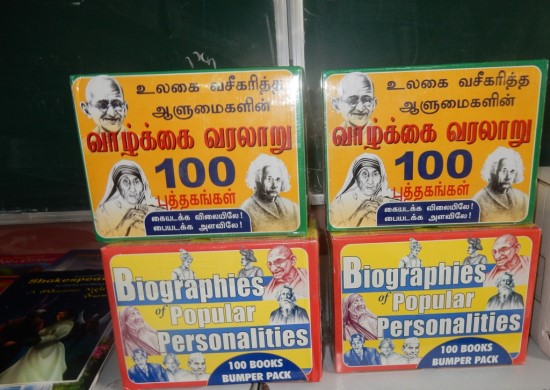 உலகை வசீகரித்த
ஆளுமைகளின்
வாழ்க்கை வரலாறு
100
புத்தகங்கள்
கையடக்க விலையிலே!
பையடக்க அளவிலே!
உலகை வசீகரித்த
ஆளுமைகளின்
வாழ்க்கை வரலாறு
100
புத்தகங்கள்
கையடக்க விலையிலே!
பையடக்க அளவிலே!
Biographies
of Popular
Personalities
100 BOOKS
BUMPER PACK
Biographies
of Popular
Personalities
100 BOOKS
BUMPER PACK